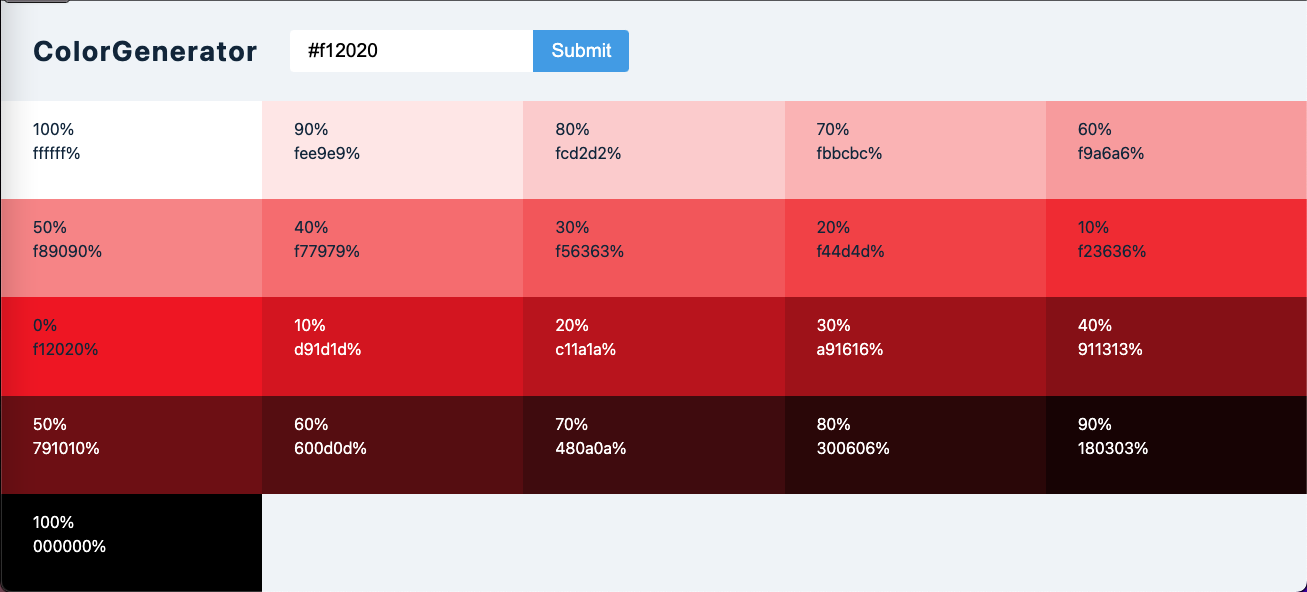 ColorGenerator
#f12020
Submit
100%
ffffff%
90%
fee9e9%
80%
fcd2d2%
70%
fbbcbc%
60%
f9a6a6%
50%
f89090%
40%
f77979%
30%
f56363%
20%
f44d4d%
10%
f23636%
0%
f12020%
10%
d91d1d%
20%
c11a1a%
30%
a91616%
40%
911313%
50%
791010%
60%
600d0d%
70%
480a0a%
80%
300606%
90%
180303%
100%
000000%